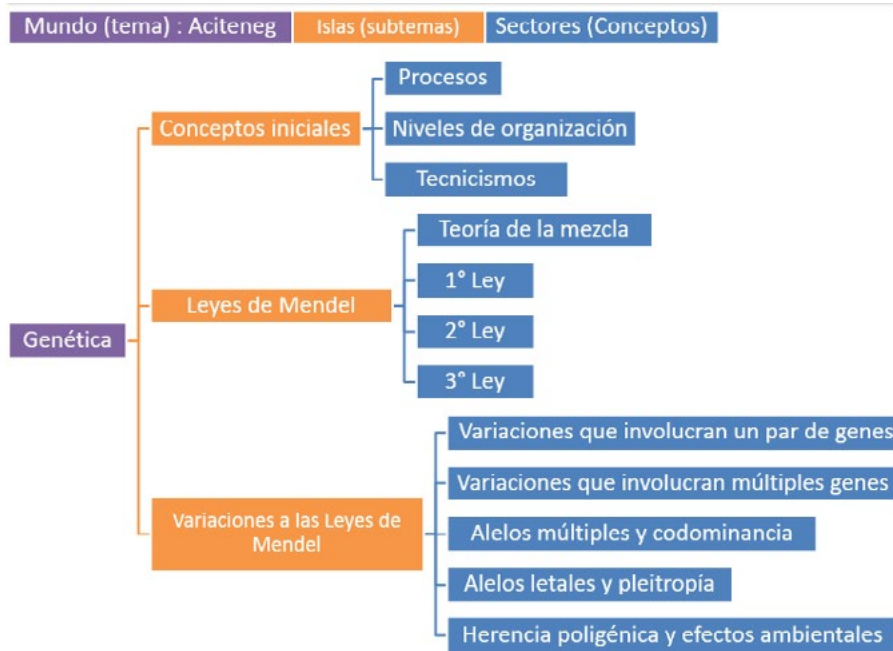 Mundo (tema) : Aciteneg
Islas (subtemas)
Sectores (Conceptos)
Genética
Conceptos iniciales
Procesos
Niveles de organización
Tecnicismos
Leyes de Mendel
Teoría de la mezcla
1° Ley
2° Ley
3° Ley
Variaciones a las Leyes de
Mendel
Variaciones que involucran un par de genes
Variaciones que involucran múltiples genes
Alelos múltiples y codominancia
Alelos letales y pleitropía
Herencia poligénica y efectos ambientales